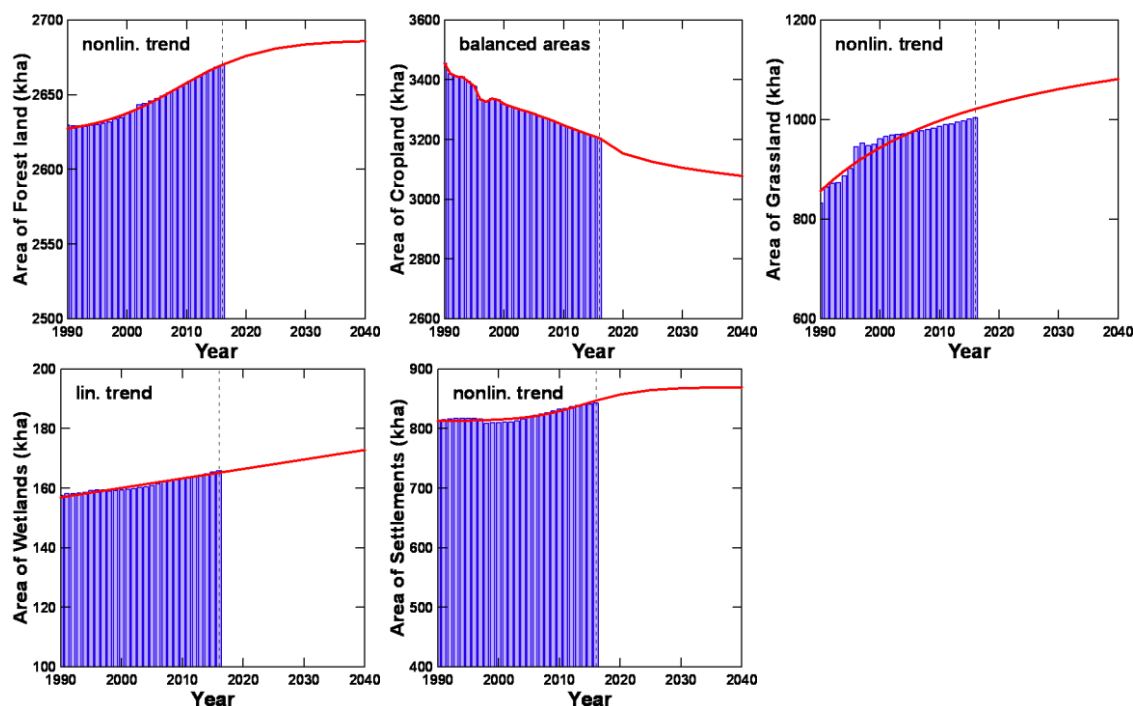 2700
2650
2600
2550
2500
nonlin. trend
Area of Forest land (kha)
1990 2000 2010 2020 2030 2040
Year
3600
3400
3200
3000
2800
2600
balanced areas
Area of Cropland (kha)
1990 2000 2010 2020 2030 2040
Year
1200
1000
800
600
nonlin. trend
Area of Grassland (kha)
1990 2000 2010 2020 2030 2040
Year
200
180
160
140
120
100
lin. trend
Area of Wetlands (kha)
1990 2000 2010 2020 2030 2040
Year
900
800
700
600
500
400
nonlin. trend
Area of Settlements (kha)
1990 2000 2010 2020 2030 2040
Year